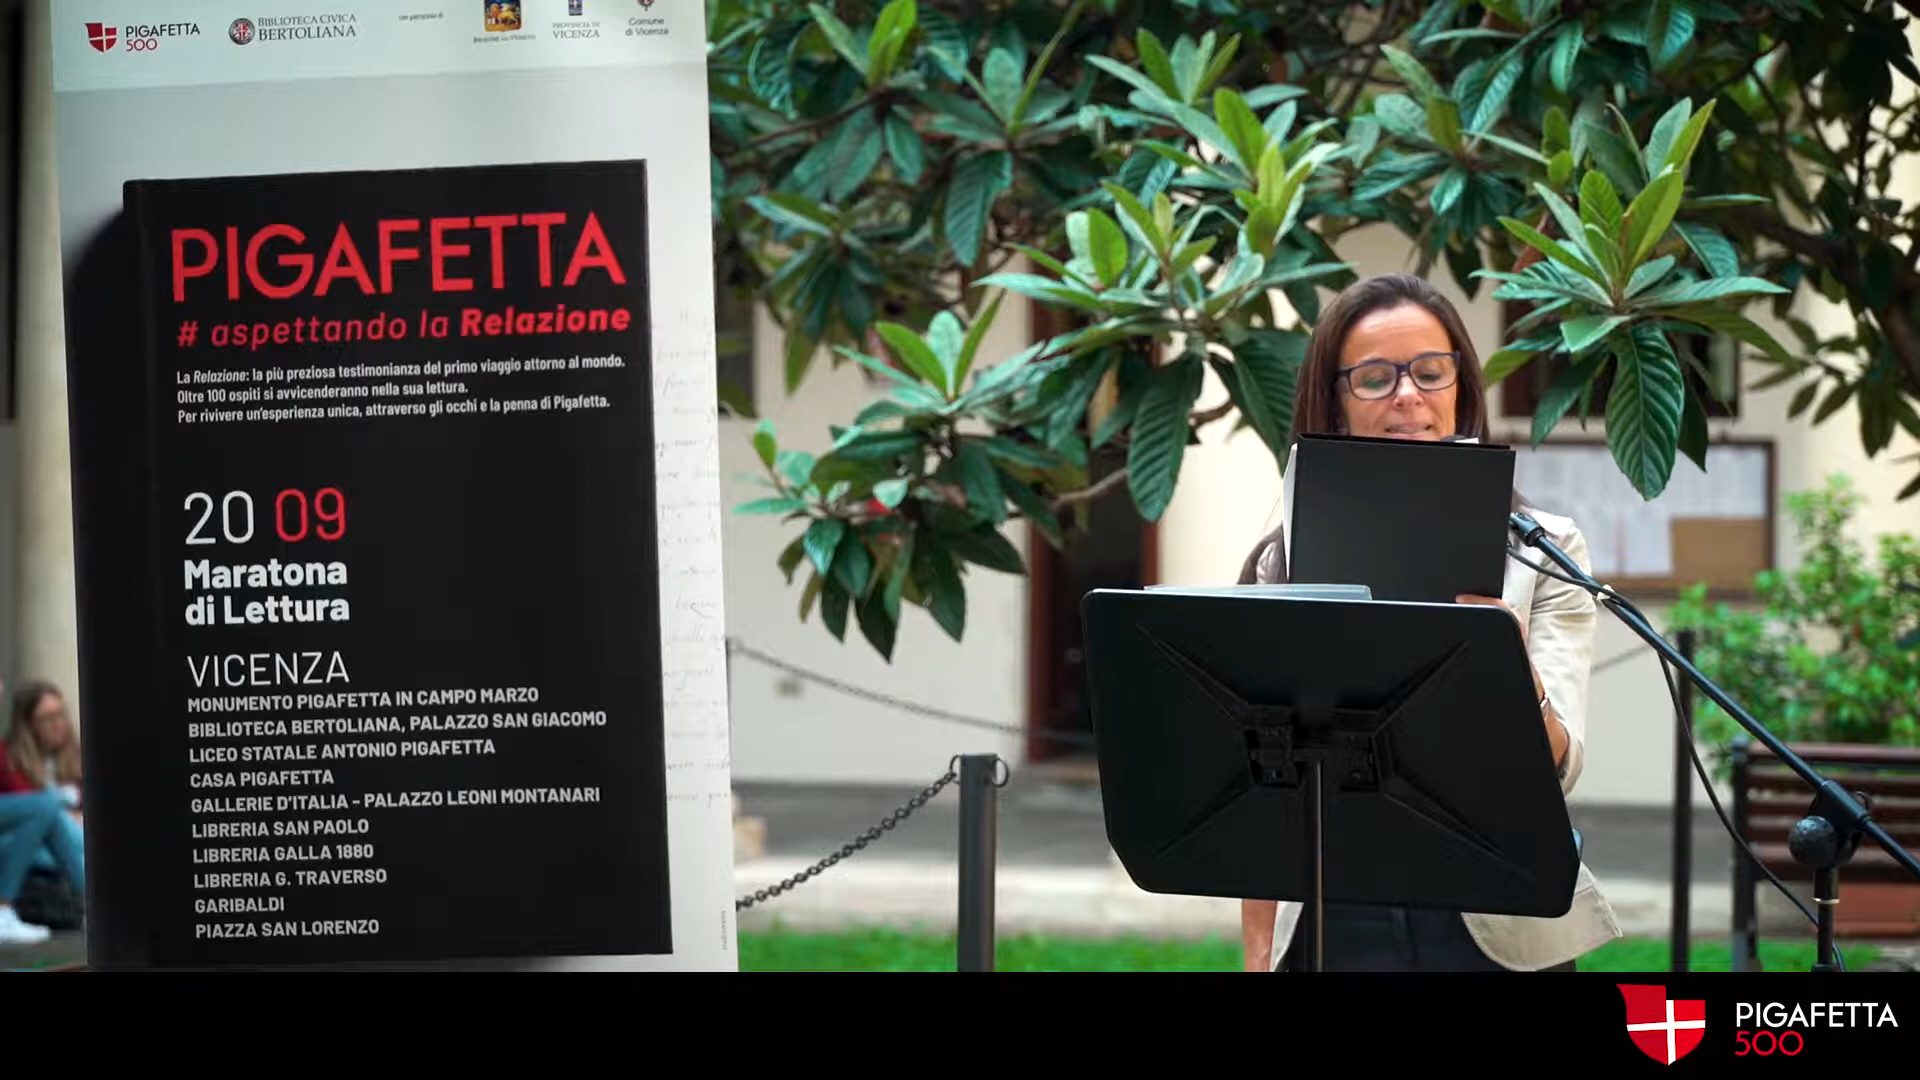 PIGAFETTA
500
BIBLIOTECA CIVICA
BERTOLIANA
PROVINCIA DI
VICENZA
Comune
di Vicenza
PIGAFETTA
# aspettando la Relazione
La Relazione: la più preziosa testimonianza del primo viaggio attorno al mondo.
Oltre 100 ospiti si avvicenderanno nella sua lettura.
Per rivivere un'esperienza unica, attraverso gli occhi e la penna di Pigafetta.
20 09
Maratona
di Lettura
VICENZA
MONUMENTO PIGAFETTA IN CAMPO MARZO
BIBLIOTECA BERTOLIANA, PALAZZO SAN GIACOMO
LICEO STATALE ANTONIO PIGAFETTA
CASA PIGAFETTA
GALLERIE D'ITALIA - PALAZZO LEONI MONTANARI
LIBRERIA SAN PAOLO
LIBRERIA GALLA 1880
LIBRERIA G. TRAVERSO
GARIBALDI
PIAZZA SAN LORENZO
PIGAFETTA
500